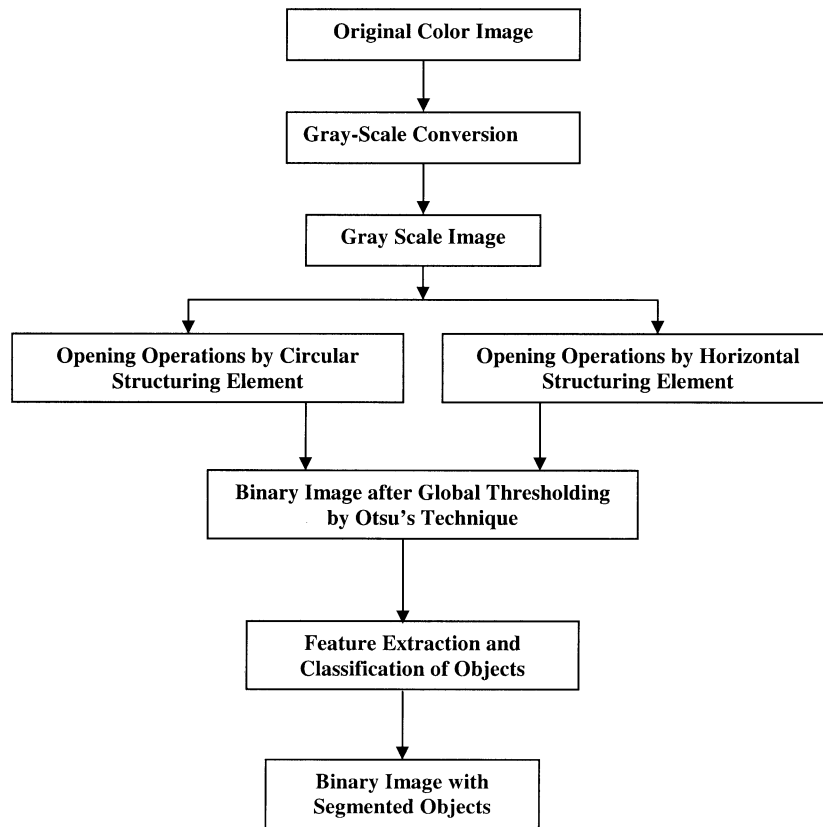 Original Color Image
Gray-Scale Conversion
Gray Scale Image
Opening Operations by Circular
Structuring Element
Opening Operations by Horizontal
Structuring Element
Binary Image after Global Thresholding
by Otsu's Technique
Feature Extraction and
Classification of Objects
Binary Image with
Segmented Objects